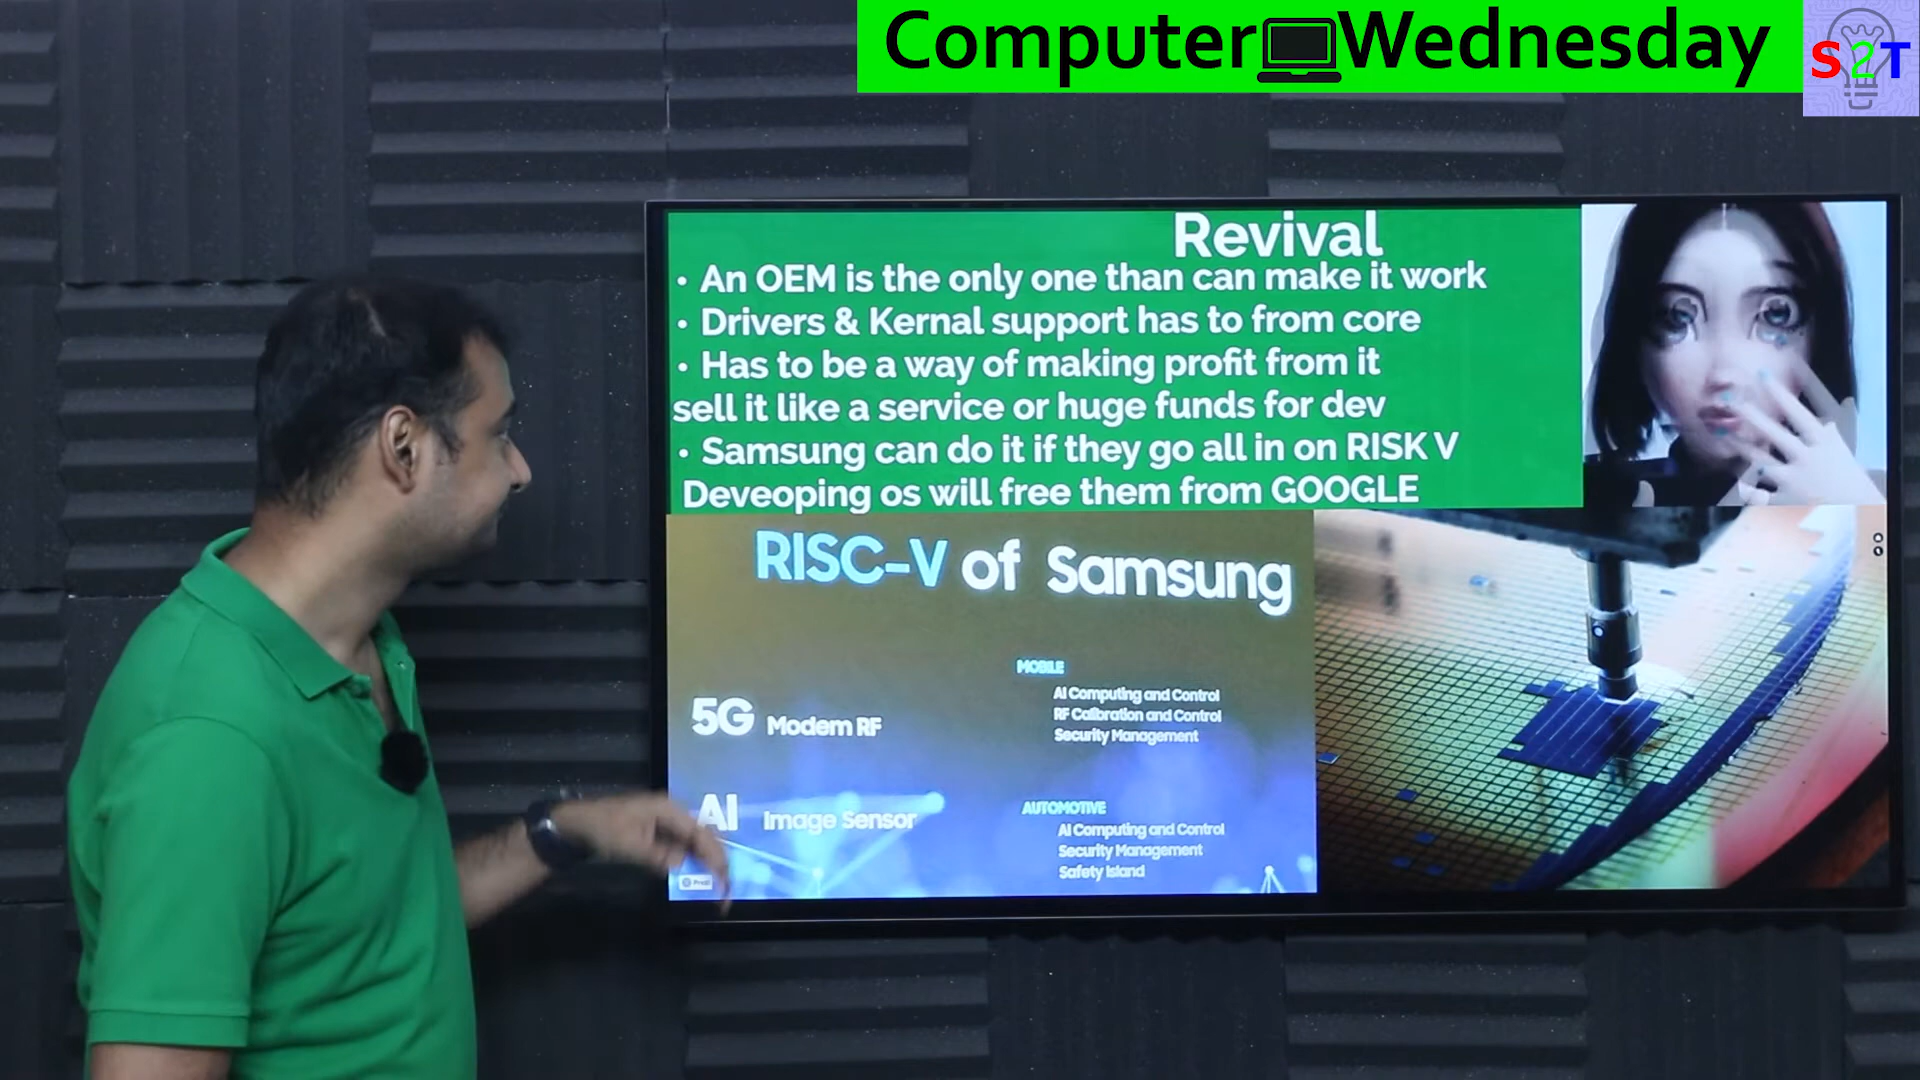 Computer Wednesday
S2T
Revival
• An OEM is the only one than can make it work
• Drivers & Kernal support has to from core
• Has to be a way of making profit from it
sell it like a service or huge funds for dev
• Samsung can do it if they go all in on RISK V
Deveoping os will free them from GOOGLE
RISC-V of Samsung
MOBILE
AI Computing and Control
RF Calibration and Control
Security Management
5G Modem RF
AI Image Sensor
AUTOMOTIVE
AI Computing and Control
Security Management
Safety Island